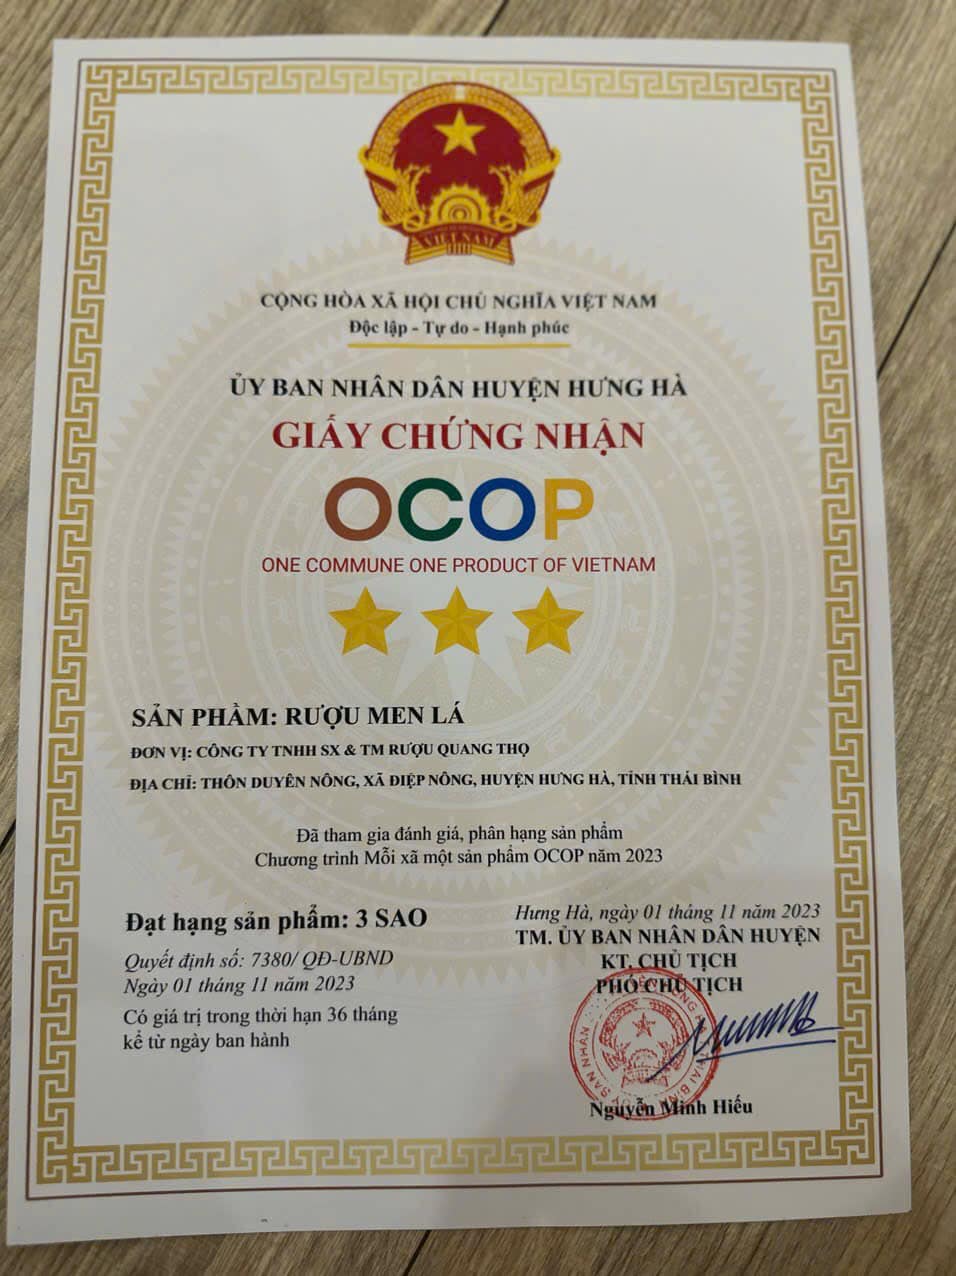 VIỆT NAM
CỘNG HÒA XÃ HỘI CHỦ NGHĨA VIỆT NAM
Độc lập - Tự do - Hạnh phúc
ỦY BAN NHÂN DÂN HUYỆN HƯNG HÀ
GIẤY CHỨNG NHẬN
OCOP
ONE COMMUNE ONE PRODUCT OF VIETNAM
SẢN PHẨM: RƯỢU MEN LÁ
ĐƠN VỊ: CÔNG TY TNHH SX & TM RƯỢU QUANG THỌ
ĐỊA CHỈ: THÔN DUYÊN NÔNG, XÃ ĐIỆP NÔNG, HUYỆN HƯNG HÀ, TỈNH THÁI BÌNH
Đã tham gia đánh giá, phân hạng sản phẩm
Chương trình Mỗi xã một sản phẩm OCOP năm 2023
Đạt hạng sản phẩm: 3 SAO
Quyết định số: 7380/ QĐ-UBND
Ngày 01 tháng 11 năm 2023
Có giá trị trong thời hạn 36 tháng
kể từ ngày ban hành
Hưng Hà, ngày 01 tháng 11 năm 2023
TM. ỦY BAN NHÂN DÂN HUYỆN
KT. CHỦ TỊCH
PHÓ CHỦ TỊCH
Nguyễn Minh Hiếu